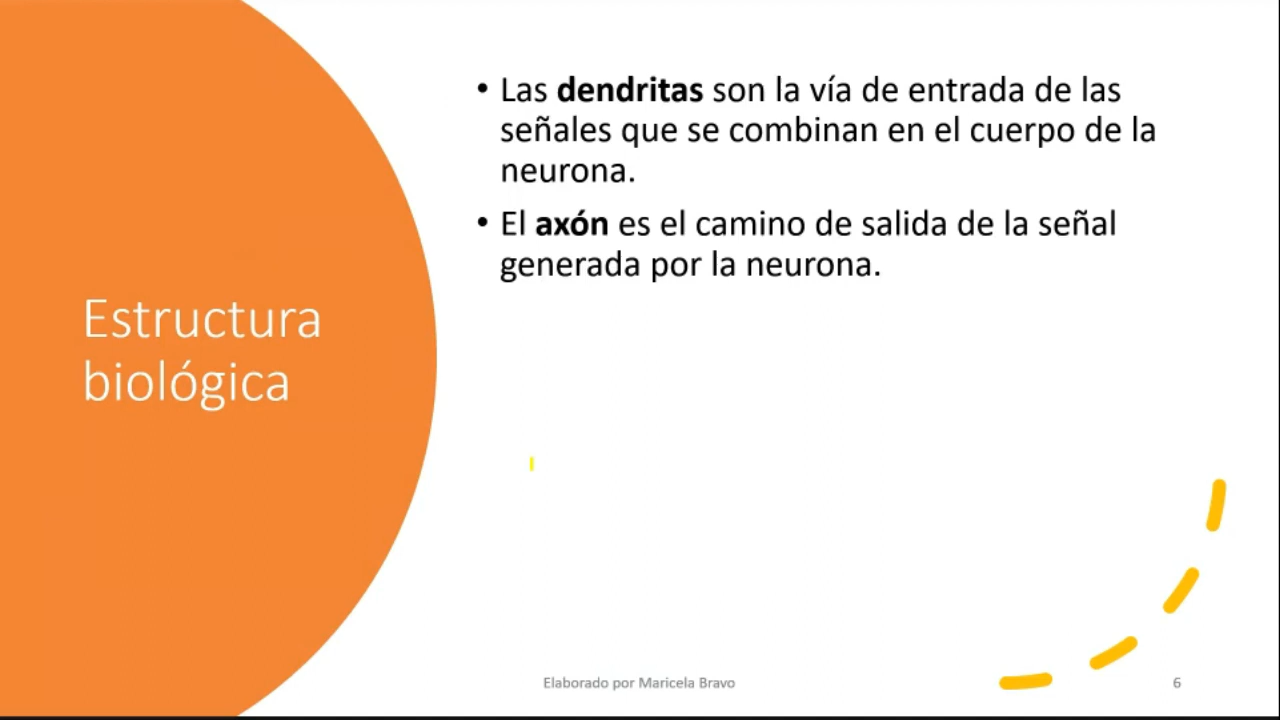 Estructura
biológica
• Las dendritas son la vía de entrada de las
señales que se combinan en el cuerpo de la
neurona.
• El axón es el camino de salida de la señal
generada por la neurona.
Elaborado por Maricela Bravo
6